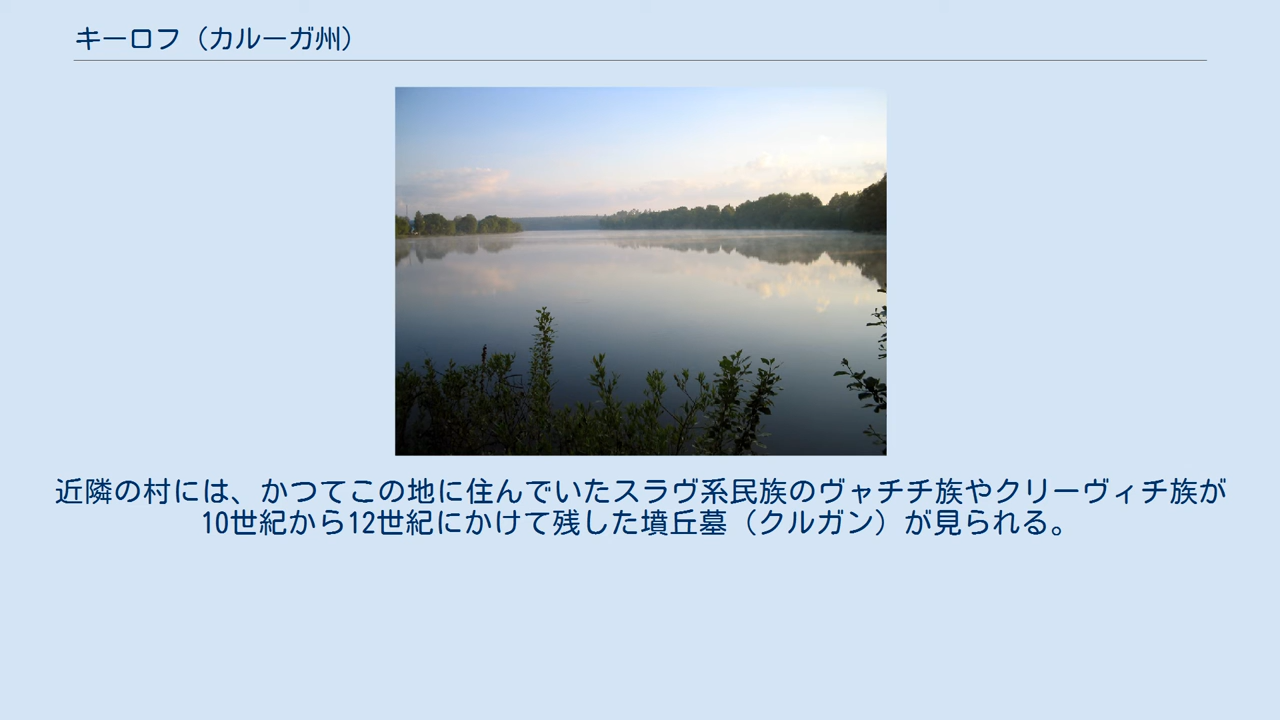 キーロフ（カルーガ州）
近隣の村には、かつてこの地に住んでいたスラヴ系民族のヴャチチ族やクリーヴィチ族が
10世紀から12世紀にかけて残した墳丘墓（クルガン）が見られる。